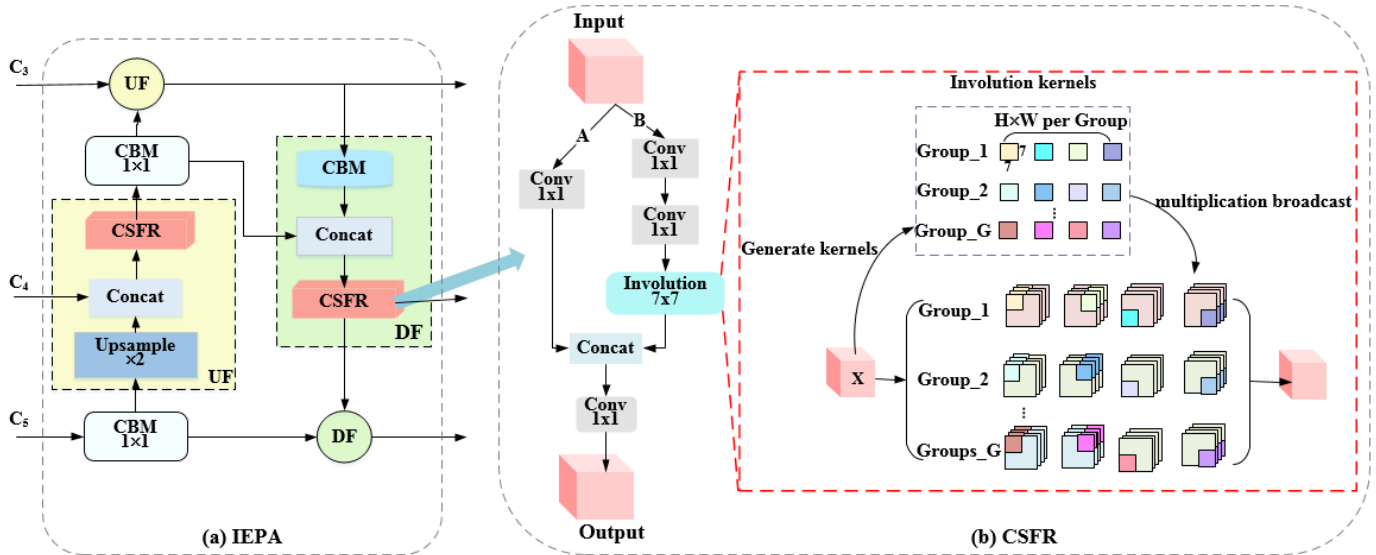 C3
UF
CBM
1×1
CSFR
C4
Concat
Upsample
×2
UF
C5
CBM
1×1
CBM
Concat
CSFR
DF
DF
(a) IEPA
Input
A
B
Conv
1x1
Conv
1x1
Conv
1x1
Involution
7x7
Concat
Conv
1x1
Output
Involution kernels
H×W per Group
Group_1
7
7
Group_2
⋮
Group_G
multiplication broadcast
Generate kernels
X
Group_1
Group_2
⋮
Groups_G
(b) CSFR